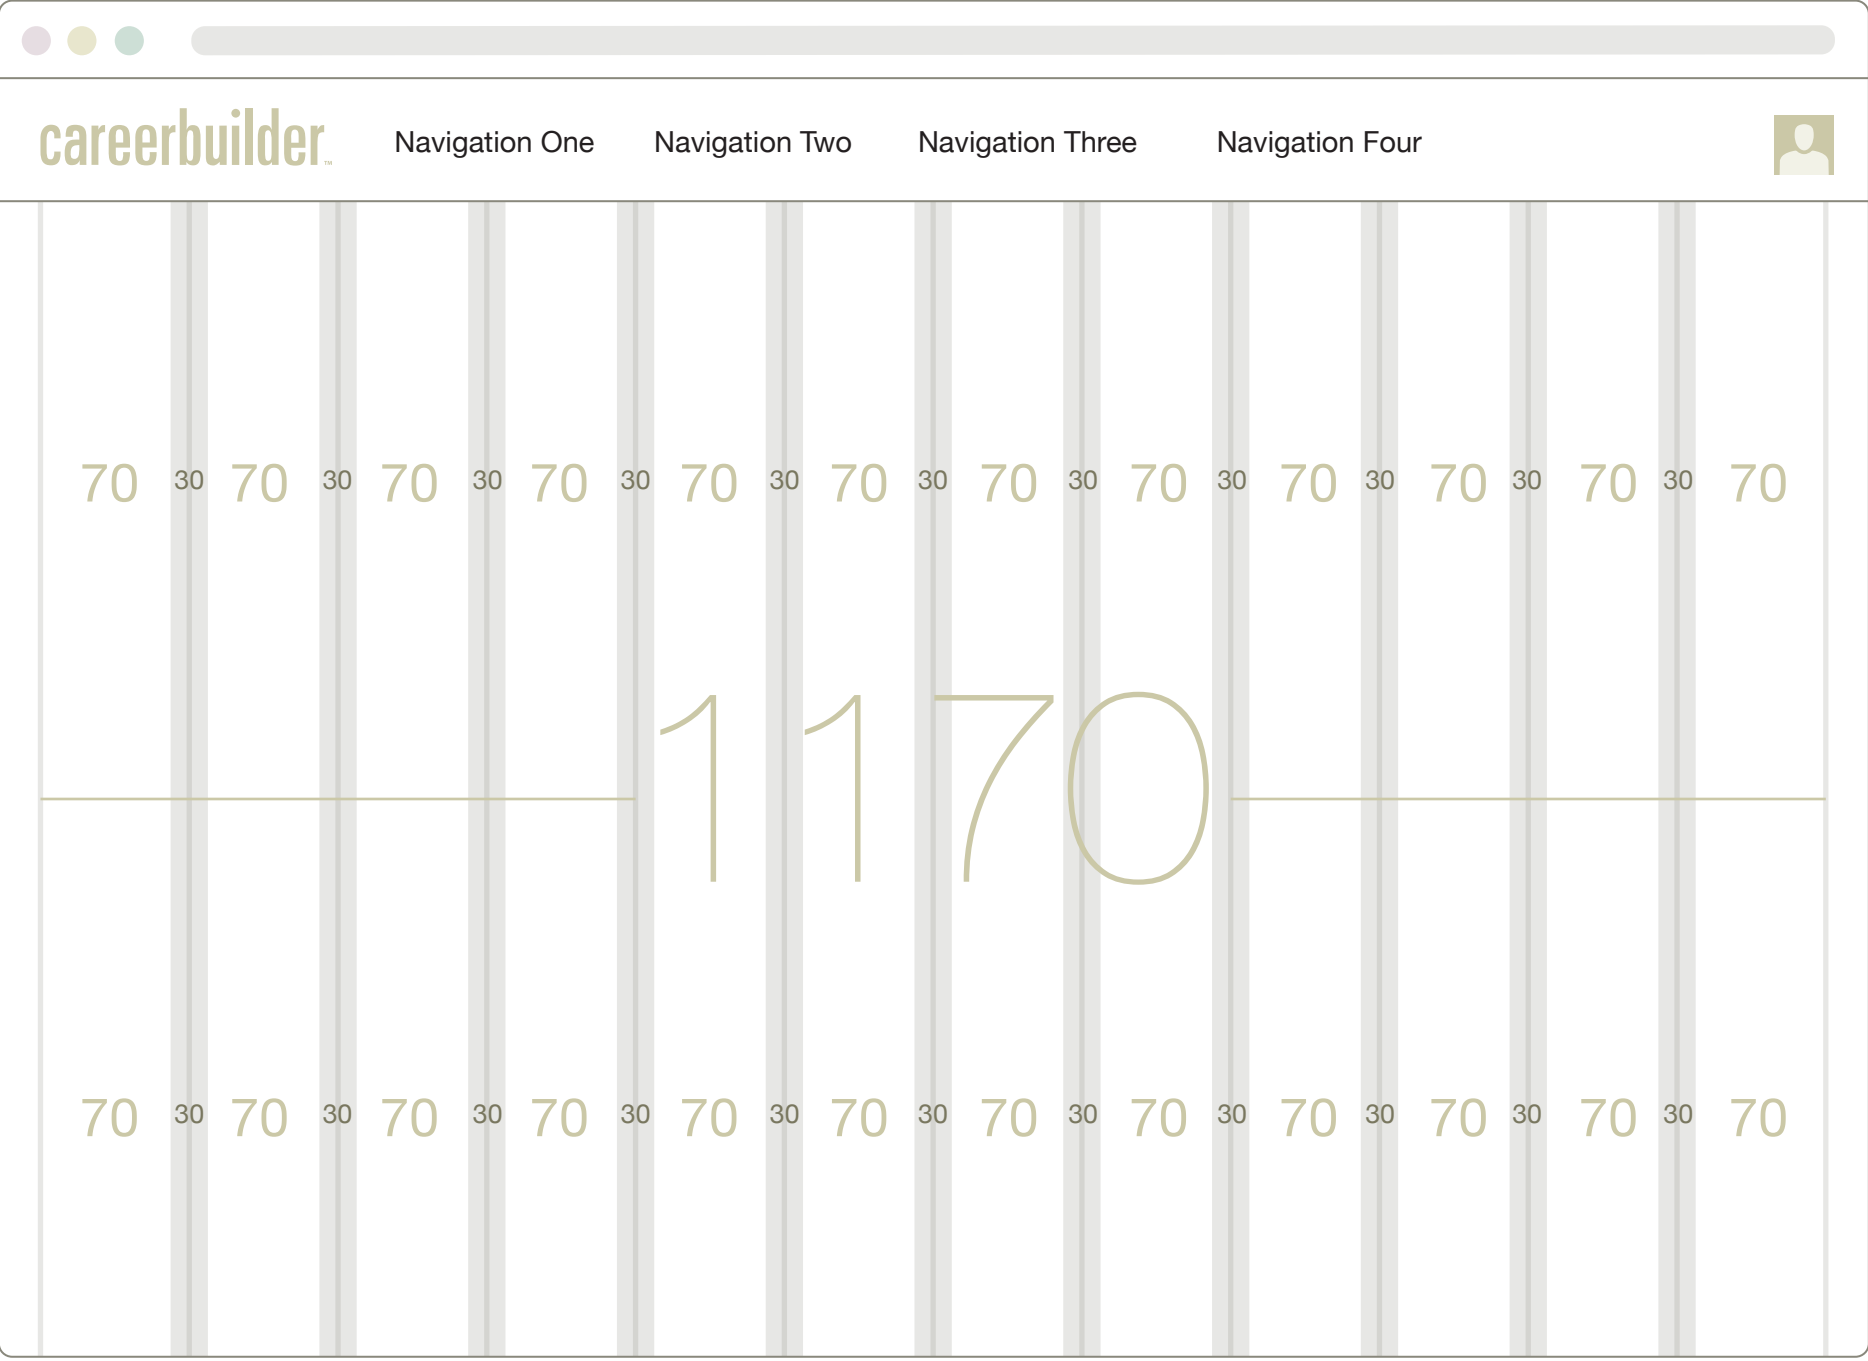 careerbuilder™ Navigation One Navigation Two Navigation Three Navigation Four
70 30 70 30 70 30 70 30 70 30 70 30 70 30 70 30 70 30 70 30 70 30 70
1170
70 30 70 30 70 30 70 30 70 30 70 30 70 30 70 30 70 30 70 30 70 30 70